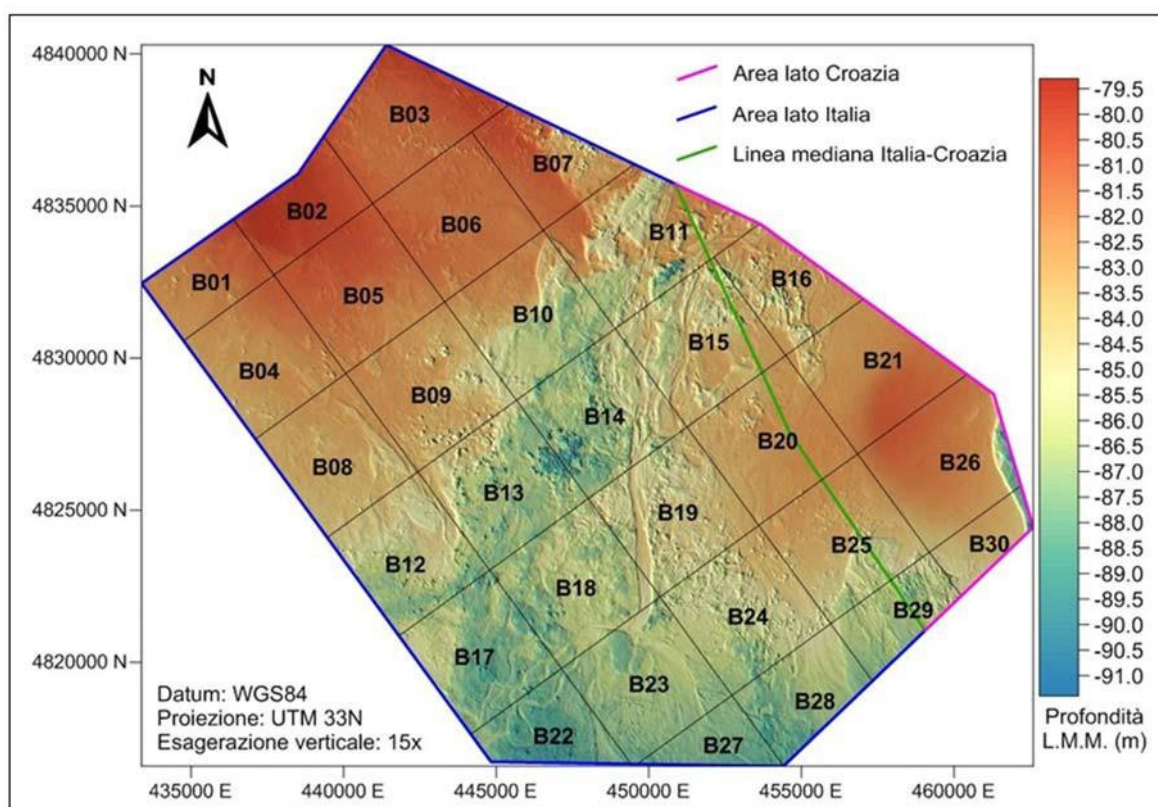 4840000 N
4835000 N
4830000 N
4825000 N
4820000 N
N
Area lato Croazia
Area lato Italia
Linea mediana Italia-Croazia
B03
B07
B02
B06
B11
B01
B05
B16
B10
B15
B21
B04
B09
B14
B20
B26
B08
B13
B19
B25
B30
B12
B18
B24
B29
B17
B23
B28
B22
B27
Datum: WGS84
Proiezione: UTM 33N
Esagerazione verticale: 15x
435000 E
440000 E
445000 E
450000 E
455000 E
460000 E
-79.5
-80.0
-80.5
-81.0
-81.5
-82.0
-82.5
-83.0
-83.5
-84.0
-84.5
-85.0
-85.5
-86.0
-86.5
-87.0
-87.5
-88.0
-88.5
-89.0
-89.5
-90.0
-90.5
-91.0
Profondità
L.M.M. (m)